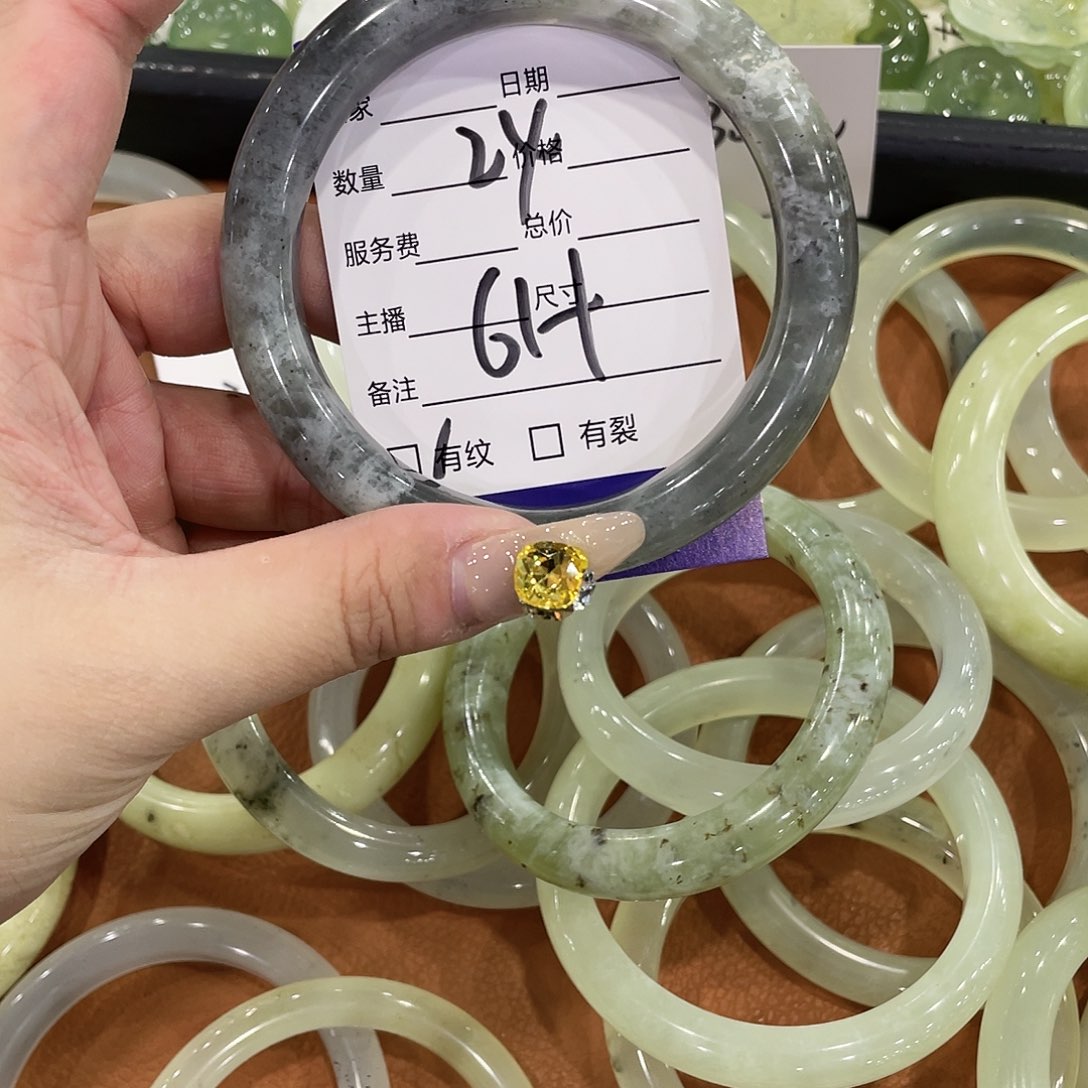 家 日期
24
数量 价格
服务费 总价
主播 尺寸
61+
备注
有纹 有裂